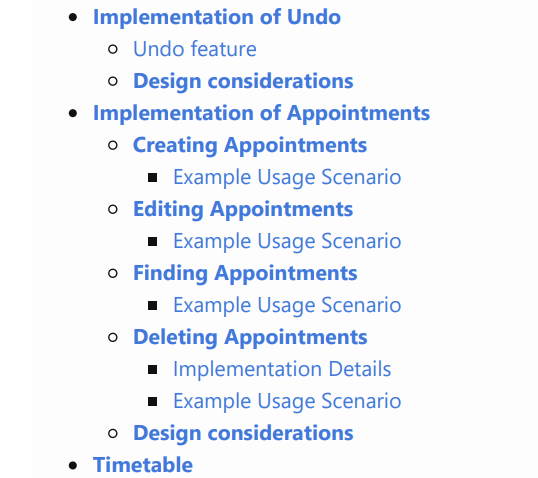 Implementation of Undo
Undo feature
Design considerations
Implementation of Appointments
Creating Appointments
Example Usage Scenario
Editing Appointments
Example Usage Scenario
Finding Appointments
Example Usage Scenario
Deleting Appointments
Implementation Details
Example Usage Scenario
Design considerations
Timetable